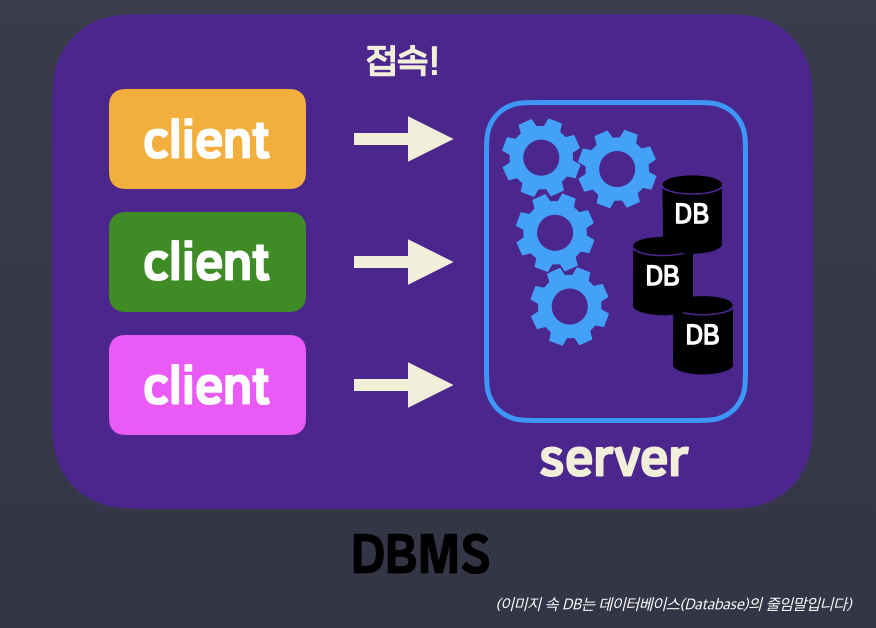 접속!
client
client
client
DB
DB
DB
server
DBMS
(이미지 속 DB는 데이터베이스(Database)의 줄임말입니다)